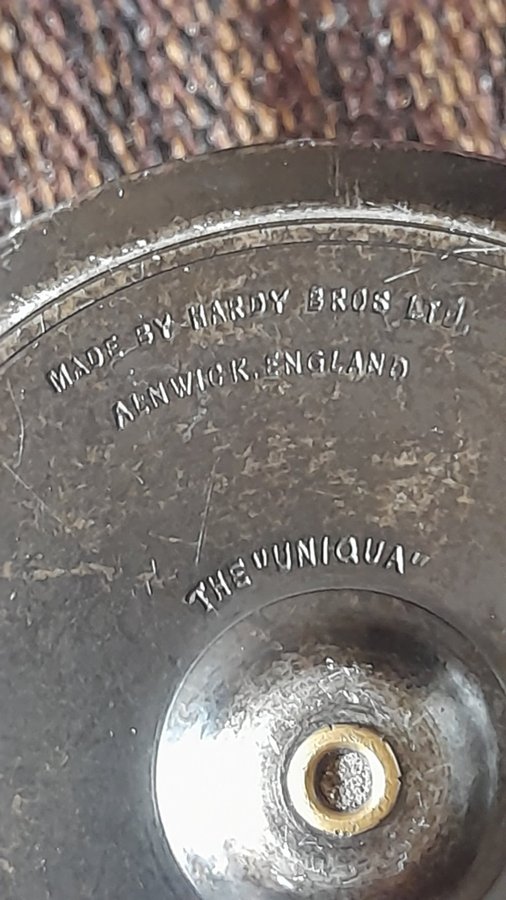 MADE BY HARDY BROS LTD.
ALNWICK. ENGLAND
THE "UNIQUA"